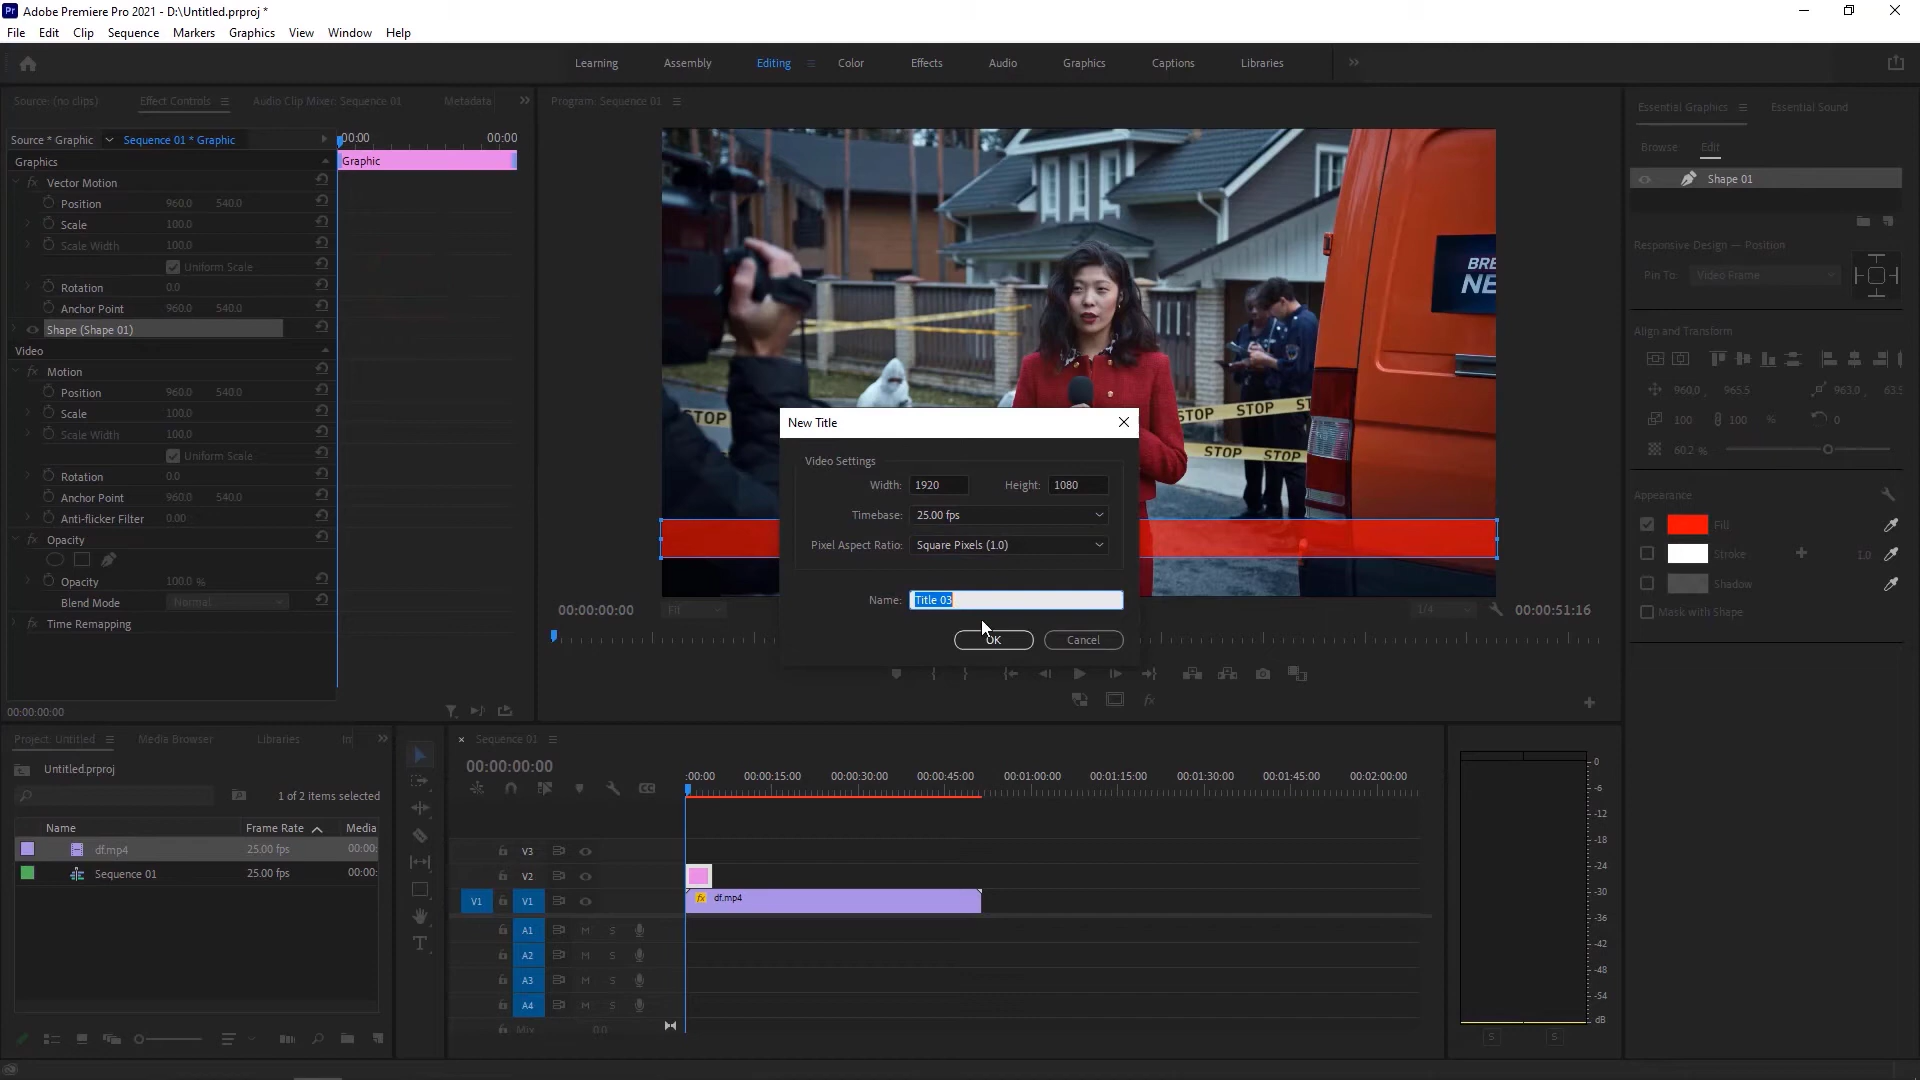 Pr Adobe Premiere Pro 2021 - D:\Untitled.prproj *
File Edit Clip Sequence Markers Graphics View Window Help
Learning Assembly Editing Color Effects Audio Graphics Captions Libraries
Source: (no clips) Effect Controls Audio Clip Mixer: Sequence 01 Metadata
Program: Sequence 01
Essential Graphics Essential Sound
Source * Graphic Sequence 01 * Graphic
00:00 00:00
Browse Edit
Graphics
Graphic
Vector Motion
Shape 01
Position 960.0 540.0
Scale 100.0
Scale Width 100.0
Responsive Design — Position
Uniform Scale
Pin To: Video Frame
Rotation 0.0
Anchor Point 960.0 540.0
Shape (Shape 01)
Align and Transform
Video
Motion
Position 960.0 540.0
960.0 , 965.5 963.0 , 63.5
Scale 100.0
100 100 % 0
Scale Width 100.0
60.2 %
Uniform Scale
Rotation 0.0
Anchor Point 960.0 540.0
Appearance
Anti-flicker Filter 0.00
Fill
Opacity
Stroke 1.0
Opacity 100.0 %
Shadow
Blend Mode Normal
Mask with Shape
Time Remapping
00:00:00:00
BRE
NE
STOP
STOP STOP STOP
STOP STOP
New Title
Video Settings
Width: 1920 Height: 1080
Timebase: 25.00 fps
Pixel Aspect Ratio: Square Pixels (1.0)
Name: Title 03
OK Cancel
00:00:00:00 Fit 1/4 00:00:51:16
Project: Untitled Media Browser Libraries
Untitled.prproj
1 of 2 items selected
Name Frame Rate Media
df.mp4 25.00 fps 00:00:
Sequence 01 25.00 fps 00:00:
Sequence 01
00:00:00:00
:00:00 00:00:15:00 00:00:30:00 00:00:45:00 00:01:00:00 00:01:15:00 00:01:30:00 00:01:45:00 00:02:00:00
V3
V2
V1 V1 fx df.mp4
A1 M S
A2 M S
A3 M S
A4 M S
Mix 0.0
0
-6
-12
-18
-24
-30
-36
-42
-48
-54
dB
S S